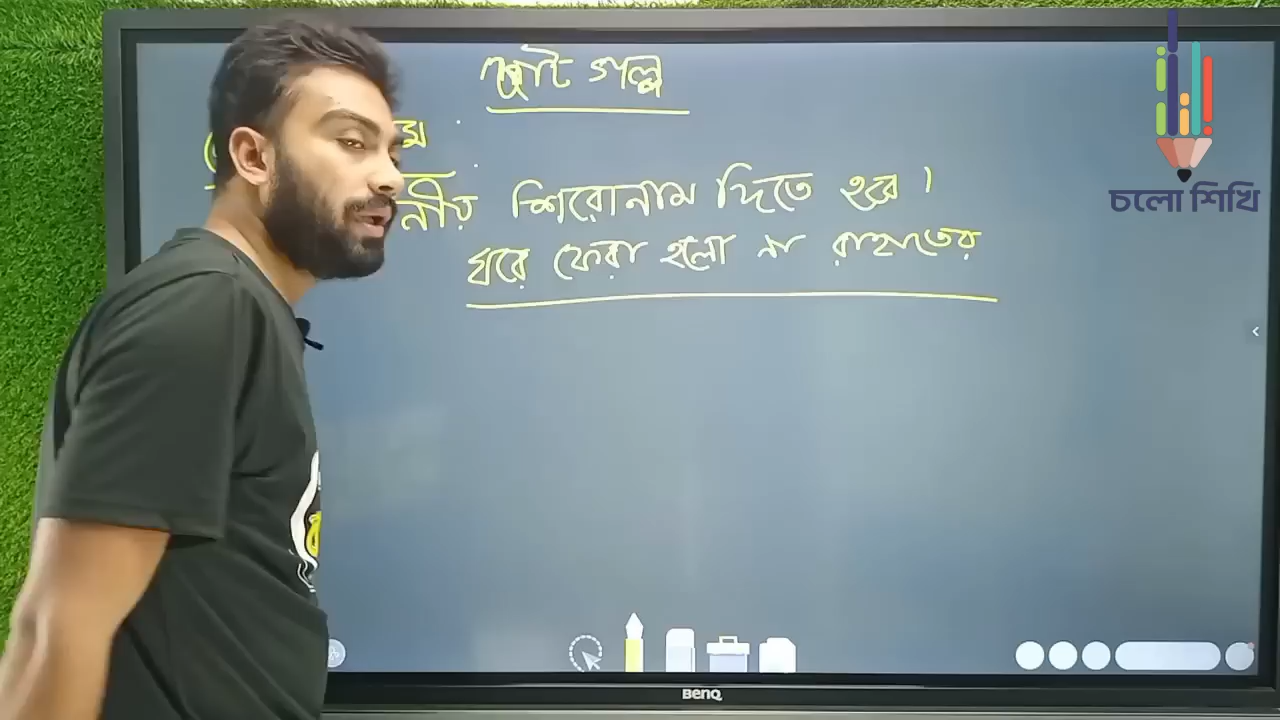 ছোট গল্প
শিরোনাম দিতে হবে।
ঘরে ফেরা হলো না রাহাতের
চলো শিখি
BenQ